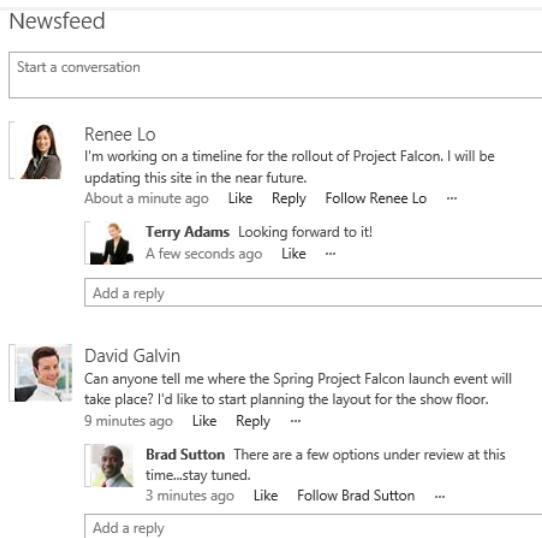 Newsfeed
Start a conversation
Renee Lo
I'm working on a timeline for the rollout of Project Falcon. I will be
updating this site in the near future.
About a minute ago Like Reply Follow Renee Lo ...
Terry Adams Looking forward to it!
A few seconds ago Like ...
Add a reply
David Galvin
Can anyone tell me where the Spring Project Falcon launch event will
take place? I'd like to start planning the layout for the show floor.
9 minutes ago Like Reply ...
Brad Sutton There are a few options under review at this
time...stay tuned.
3 minutes ago Like Follow Brad Sutton ...
Add a reply